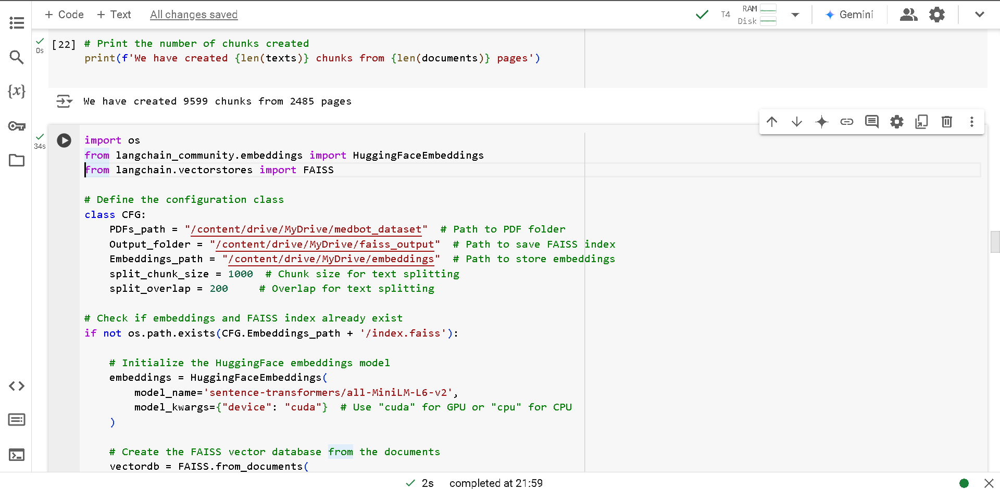 + Code + Text All changes saved T4 RAM Disk Gemini
0s
[22] # Print the number of chunks created
print(f'We have created {len(texts)} chunks from {len(documents)} pages')
{x}
We have created 9599 chunks from 2485 pages
34s
import os
from langchain_community.embeddings import HuggingFaceEmbeddings
from langchain.vectorstores import FAISS
# Define the configuration class
class CFG:
    PDFs_path = "/content/drive/MyDrive/medbot_dataset"  # Path to PDF folder
    Output_folder = "/content/drive/MyDrive/faiss_output"  # Path to save FAISS index
    Embeddings_path = "/content/drive/MyDrive/embeddings"  # Path to store embeddings
    split_chunk_size = 1000  # Chunk size for text splitting
    split_overlap = 200     # Overlap for text splitting
# Check if embeddings and FAISS index already exist
if not os.path.exists(CFG.Embeddings_path + '/index.faiss'):
    # Initialize the HuggingFace embeddings model
    embeddings = HuggingFaceEmbeddings(
        model_name='sentence-transformers/all-MiniLM-L6-v2',
        model_kwargs={"device": "cuda"}  # Use "cuda" for GPU or "cpu" for CPU
    )
    # Create the FAISS vector database from the documents
    vectordb = FAISS.from_documents(
2s completed at 21:59